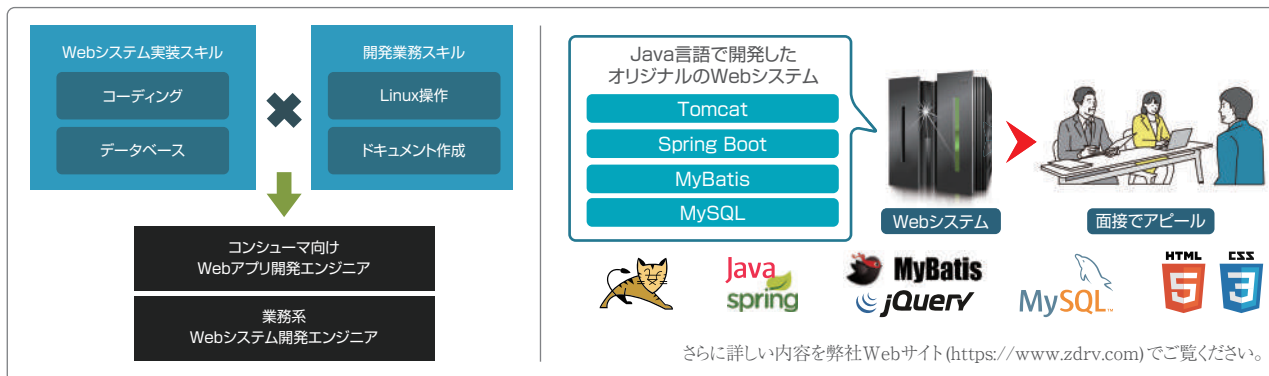 Webシステム実装スキル
コーディング
データベース
開発業務スキル
Linux操作
ドキュメント作成
コンシューマ向け
Webアプリ開発エンジニア
業務系
Webシステム開発エンジニア
Java言語で開発した
オリジナルのWebシステム
Tomcat
Spring Boot
MyBatis
MySQL
Webシステム
面接でアピール
Java
spring
MyBatis
jQuery
MySQL
HTML
5
CSS
3
さらに詳しい内容を弊社Webサイト(https://www.zdrv.com)でご覧ください。